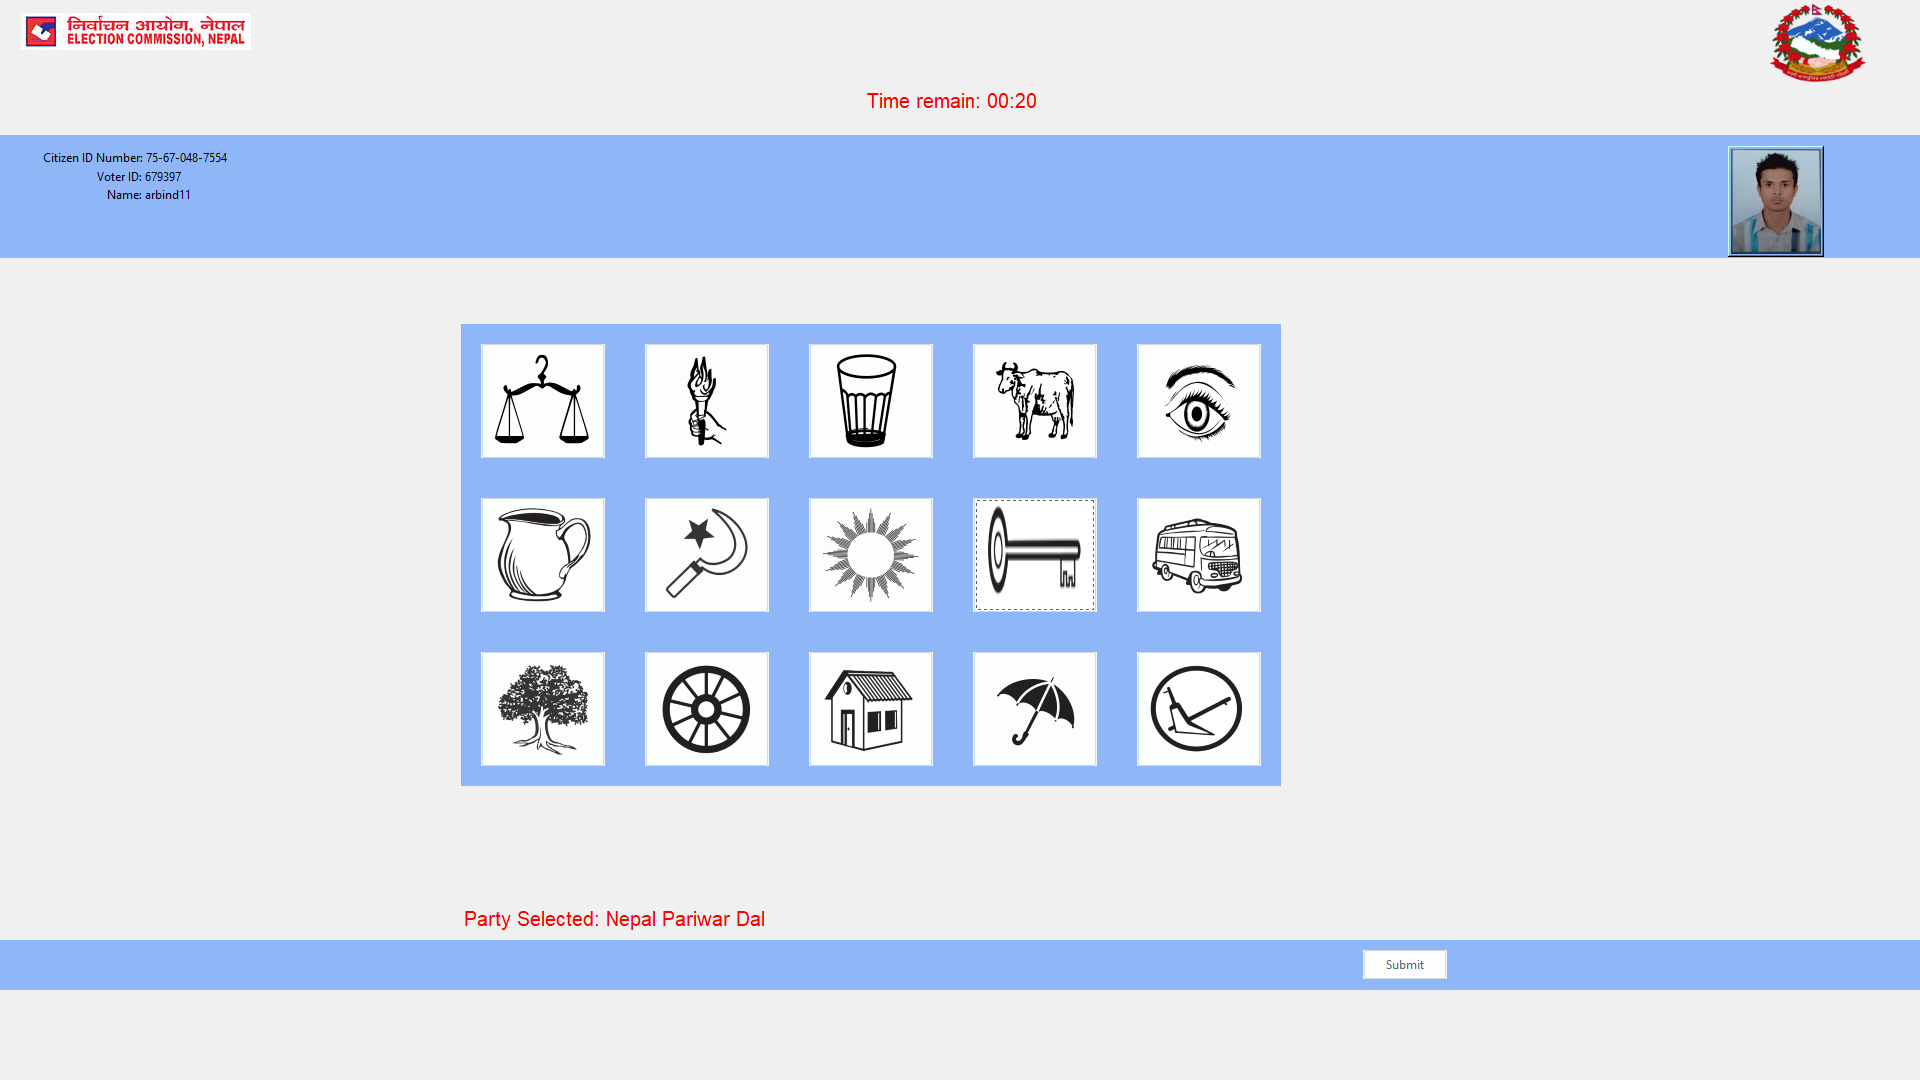 निर्वाचन आयोग, नेपाल
ELECTION COMMISSION, NEPAL
Time remain: 00:20
Citizen ID Number: 75-67-048-7554
Voter ID: 679397
Name: arbind11
Party Selected: Nepal Pariwar Dal
Submit